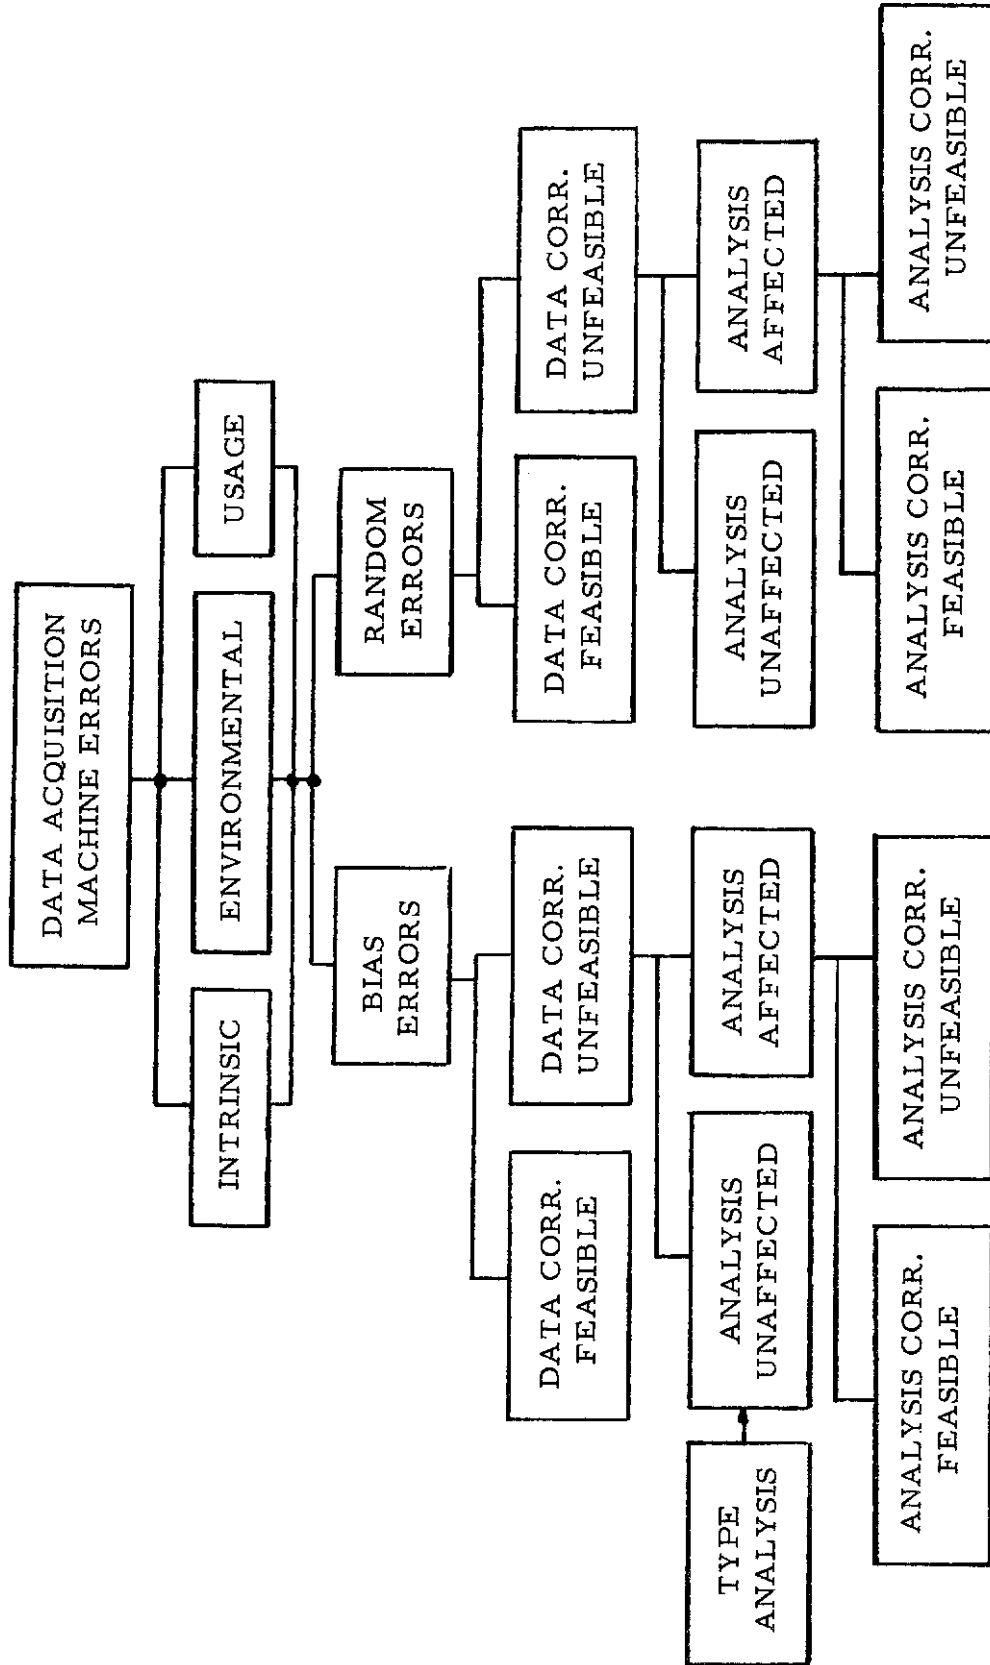 DATA ACQUISITION
MACHINE ERRORS
INTRINSIC
ENVIRONMENTAL
USAGE
BIAS
ERRORS
RANDOM
ERRORS
DATA CORR.
FEASIBLE
DATA CORR.
UNFEASIBLE
DATA CORR.
FEASIBLE
DATA CORR.
UNFEASIBLE
TYPE
ANALYSIS
ANALYSIS
UNAFFECTED
ANALYSIS
AFFECTED
ANALYSIS
UNAFFECTED
ANALYSIS
AFFECTED
ANALYSIS CORR.
FEASIBLE
ANALYSIS CORR.
UNFEASIBLE
ANALYSIS CORR.
FEASIBLE
ANALYSIS CORR.
UNFEASIBLE